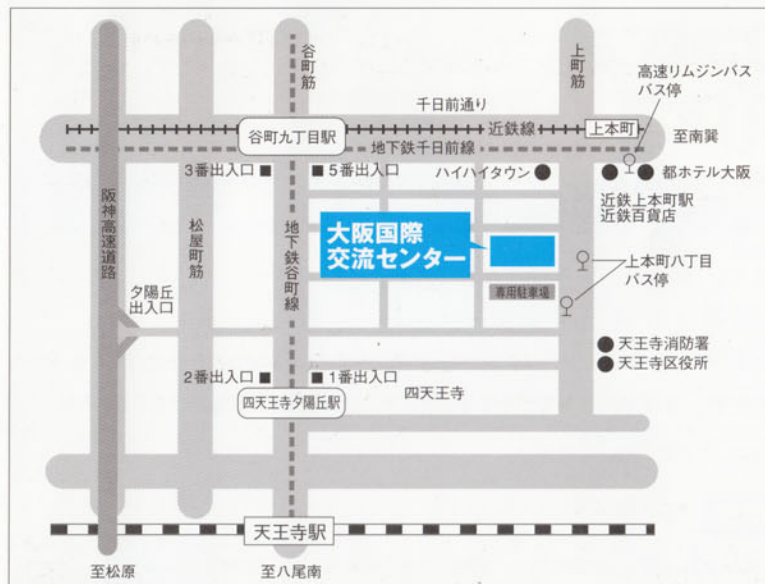 谷町筋
上町筋
高速リムジンバス
バス停
千日前通り
谷町九丁目駅
近鉄線
上本町
至南巽
地下鉄千日前線
3番出入口
5番出入口
ハイハイタウン
都ホテル大阪
近鉄上本町駅
近鉄百貨店
阪神高速道路
松屋町筋
地下鉄谷町線
大阪国際
交流センター
上本町八丁目
バス停
専用駐車場
夕陽丘
出入口
天王寺消防署
天王寺区役所
2番出入口
1番出入口
四天王寺夕陽丘駅
四天王寺
天王寺駅
至松原
至八尾南